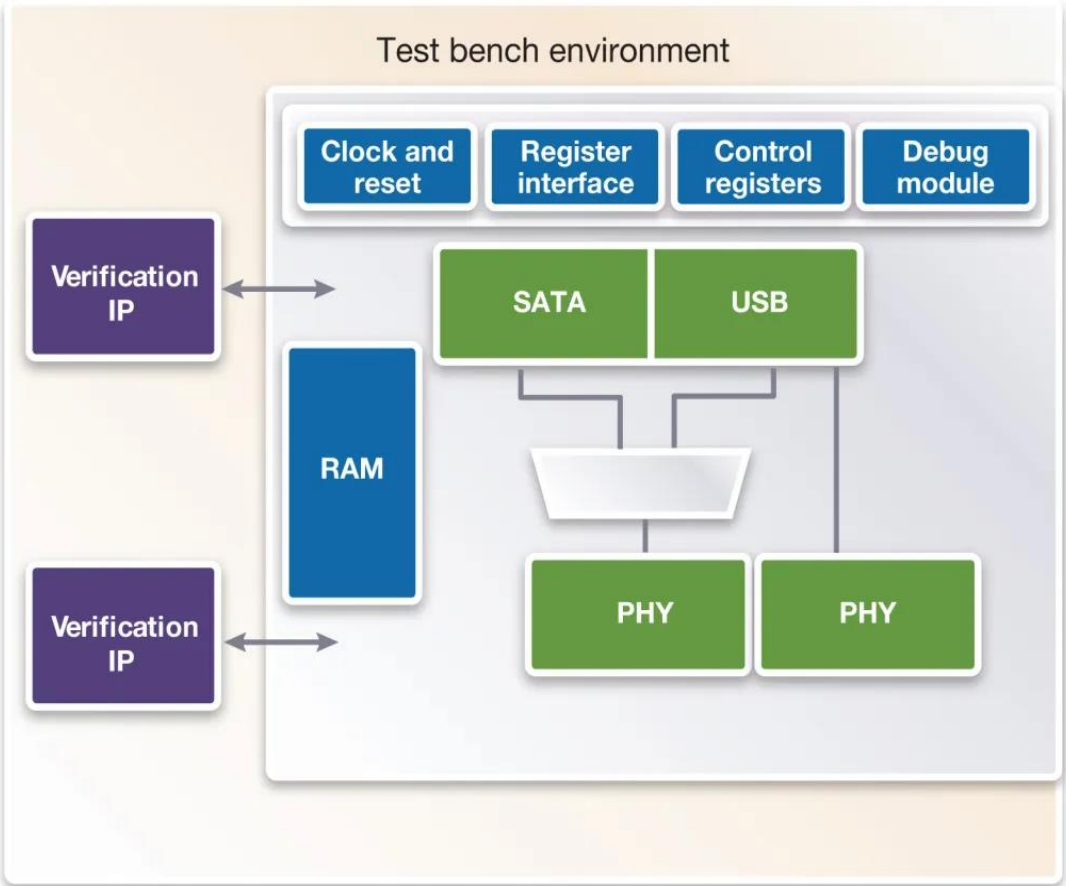 Test bench environment
Clock and
reset
Register
interface
Control
registers
Debug
module
Verification
IP
SATA
USB
RAM
Verification
IP
PHY
PHY